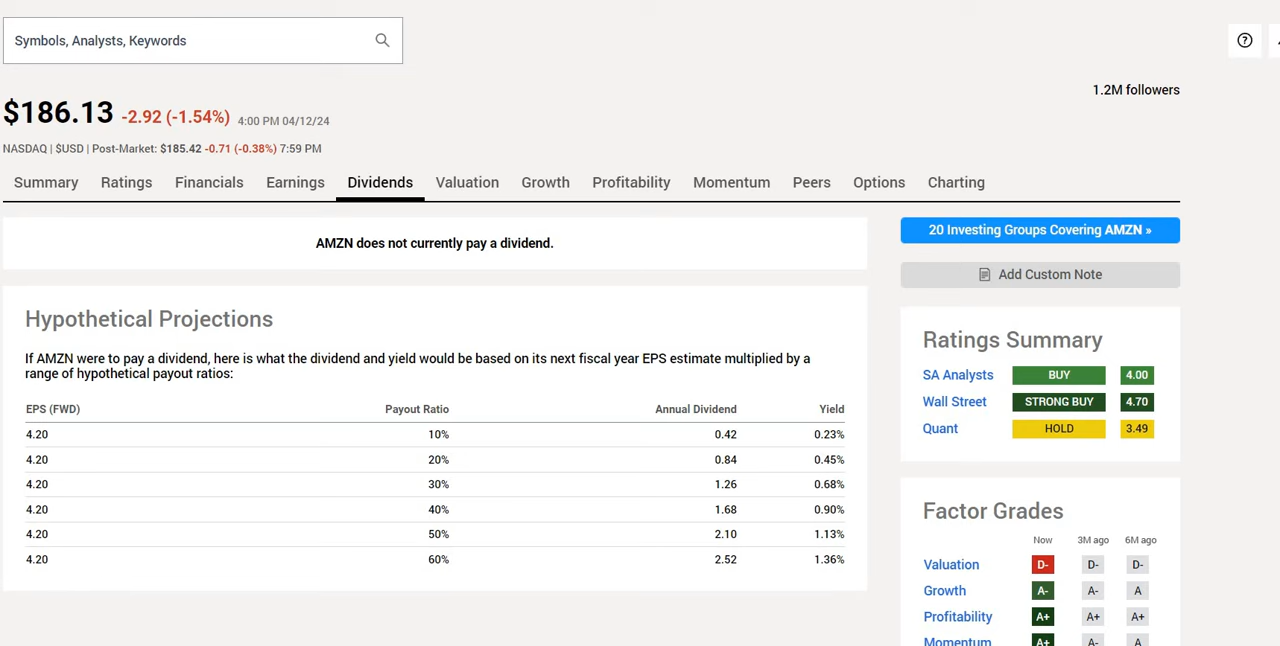 Symbols, Analysts, Keywords
1.2M followers
$186.13 -2.92 (-1.54%) 4:00 PM 04/12/24
NASDAQ | $USD | Post-Market: $185.42 -0.71 (-0.38%) 7:59 PM
Summary Ratings Financials Earnings Dividends Valuation Growth Profitability Momentum Peers Options Charting
AMZN does not currently pay a dividend.
Hypothetical Projections
If AMZN were to pay a dividend, here is what the dividend and yield would be based on its next fiscal year EPS estimate multiplied by a
range of hypothetical payout ratios:
EPS (FWD) Payout Ratio Annual Dividend Yield
4.20 10% 0.42 0.23%
4.20 20% 0.84 0.45%
4.20 30% 1.26 0.68%
4.20 40% 1.68 0.90%
4.20 50% 2.10 1.13%
4.20 60% 2.52 1.36%
20 Investing Groups Covering AMZN »
Add Custom Note
Ratings Summary
SA Analysts BUY 4.00
Wall Street STRONG BUY 4.70
Quant HOLD 3.49
Factor Grades
Now 3M ago 6M ago
Valuation D- D- D-
Growth A- A- A
Profitability A+ A+ A+
Momentum A+ A- A